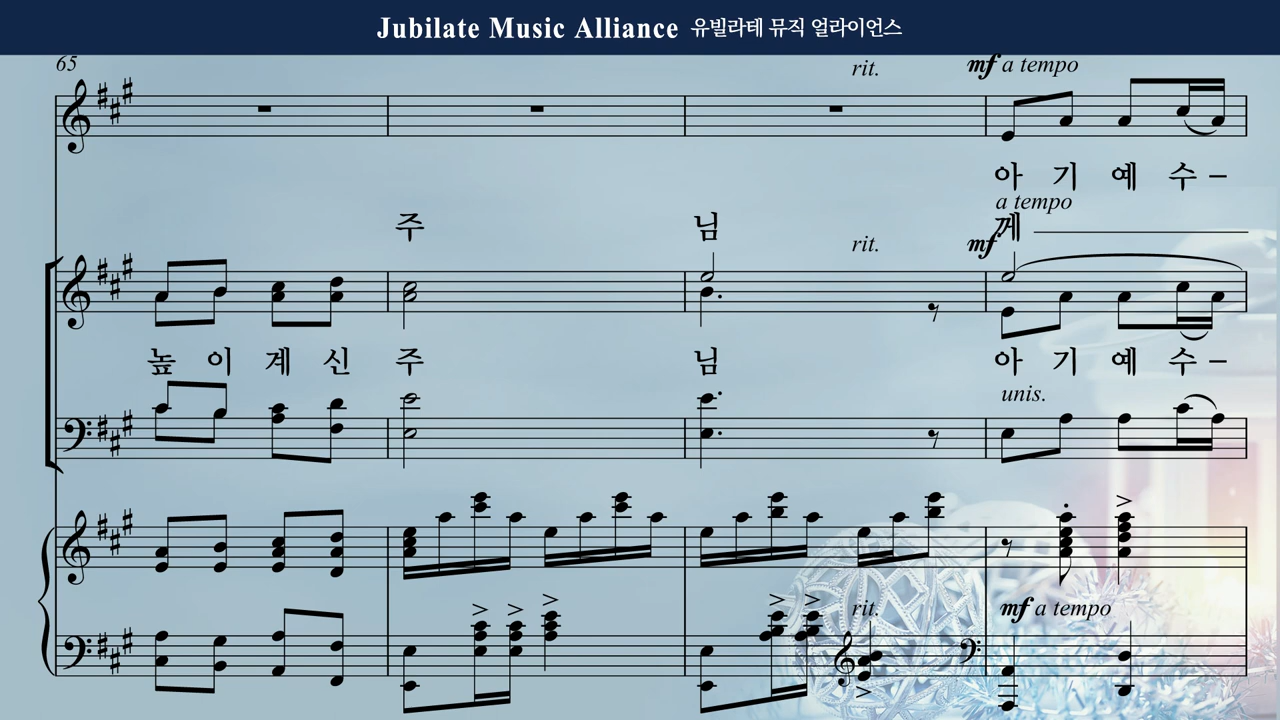 Jubilate Music Alliance 유빌라테 뮤직 얼라이언스
65
rit.
mf a tempo
아 기 예 수 –
a tempo
주 님 계
rit.
mf
높 이 계 신 주 님 아 기 예 수 –
unis.
rit.
mf a tempo